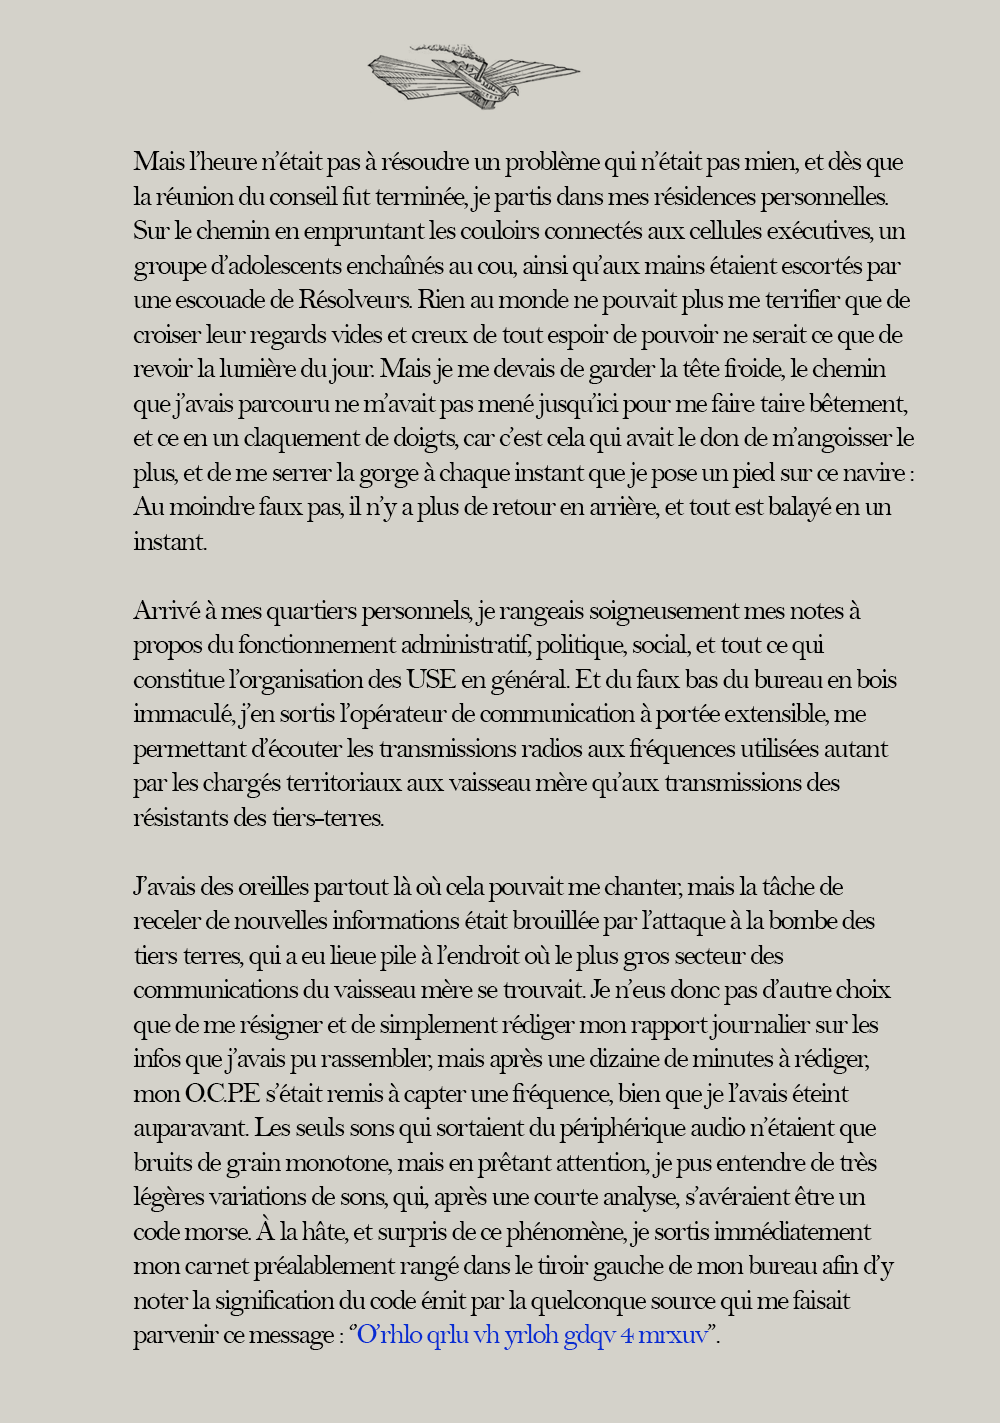 Mais l’heure n’était pas à résoudre un problème qui n’était pas mien, et dès que
la réunion du conseil fut terminée, je partis dans mes résidences personnelles.
Sur le chemin en empruntant les couloirs connectés aux cellules exécutives, un
groupe d’adolescents enchaînés au cou, ainsi qu’aux mains étaient escortés par
une escouade de Résolveurs. Rien au monde ne pouvait plus me terrifier que de
croiser leur regards vides et creux de tout espoir de pouvoir ne serait ce que de
revoir la lumière du jour. Mais je me devais de garder la tête froide, le chemin
que j’avais parcouru ne m’avait pas mené jusqu’ici pour me faire taire bêtement,
et ce en un claquement de doigts, car c’est cela qui avait le don de m’angoisser le
plus, et de me serrer la gorge à chaque instant que je pose un pied sur ce navire :
Au moindre faux pas, il n’y a plus de retour en arrière, et tout est balayé en un
instant.

Arrivé à mes quartiers personnels, je rangeais soigneusement mes notes à
propos du fonctionnement administratif, politique, social, et tout ce qui
constitue l’organisation des USE en général. Et du faux bas du bureau en bois
immaculé, j’en sortis l’opérateur de communication à portée extensible, me
permettant d’écouter les transmissions radios aux fréquences utilisées autant
par les chargés territoriaux aux vaisseau mère qu’aux transmissions des
résistants des tiers-terres.

J’avais des oreilles partout là où cela pouvait me chanter, mais la tâche de
receler de nouvelles informations était brouillée par l’attaque à la bombe des
tiers terres, qui a eu lieue pile à l’endroit où le plus gros secteur des
communications du vaisseau mère se trouvait. Je n’eus donc pas d’autre choix
que de me résigner et de simplement rédiger mon rapport journalier sur les
infos que j’avais pu rassembler, mais après une dizaine de minutes à rédiger,
mon O.C.P.E s’était remis à capter une fréquence, bien que je l’avais éteint
auparavant. Les seuls sons qui sortaient du périphérique audio n’étaient que
bruits de grain monotone, mais en prêtant attention, je pus entendre de très
légères variations de sons, qui, après une courte analyse, s’avéraient être un
code morse. À la hâte, et surpris de ce phénomène, je sortis immédiatement
mon carnet préalablement rangé dans le tiroir gauche de mon bureau afin d’y
noter la signification du code émit par la quelconque source qui me faisait
parvenir ce message : “O’rhlo qrlu vh yrloh gdqv 4 mrxuv”.